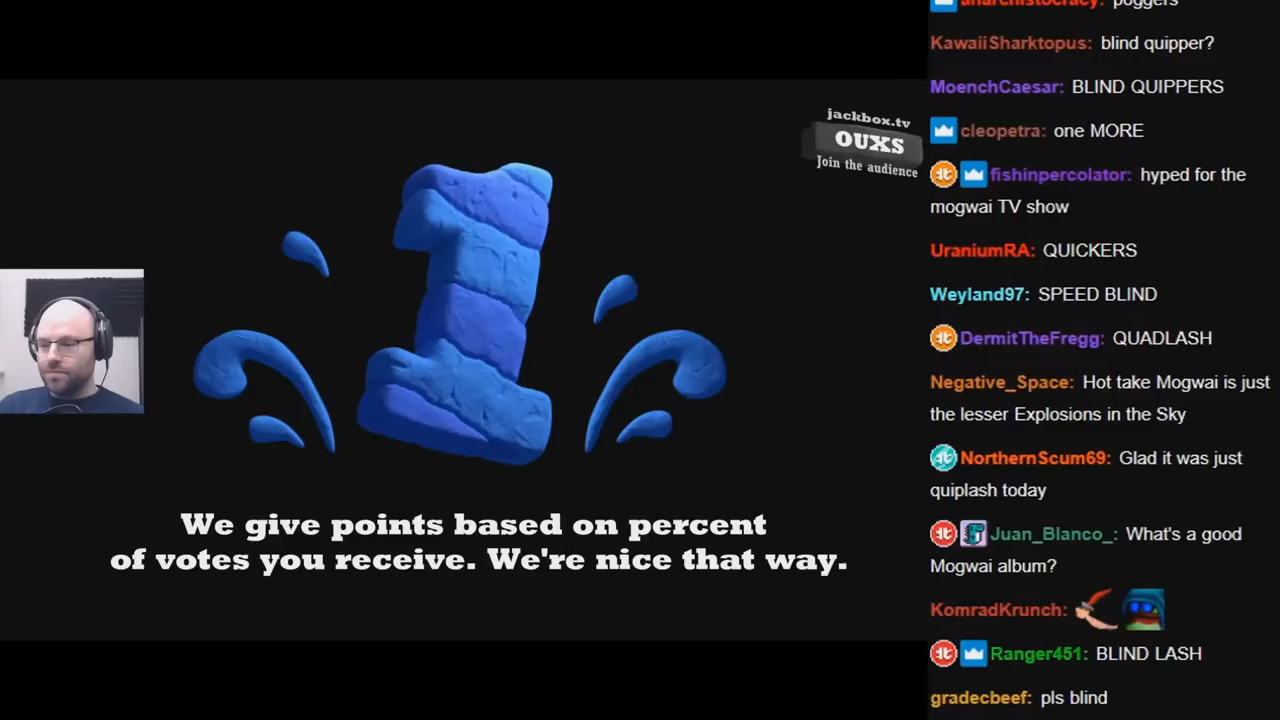 jackbox.tv
OUXS
Join the audience
1
We give points based on percent
of votes you receive. We're nice that way.
anarchistocracy: poggers
KawaiiSharktopus: blind quipper?
MoenchCaesar: BLIND QUIPPERS
cleopetra: one MORE
fishinpercolator: hyped for the
mogwai TV show
UraniumRA: QUICKERS
Weyland97: SPEED BLIND
DermitTheFregg: QUADLASH
Negative_Space: Hot take Mogwai is just
the lesser Explosions in the Sky
NorthernScum69: Glad it was just
quiplash today
Juan_Blanco_: What's a good
Mogwai album?
KomradKrunch:
Ranger451: BLIND LASH
gradecbeef: pls blind